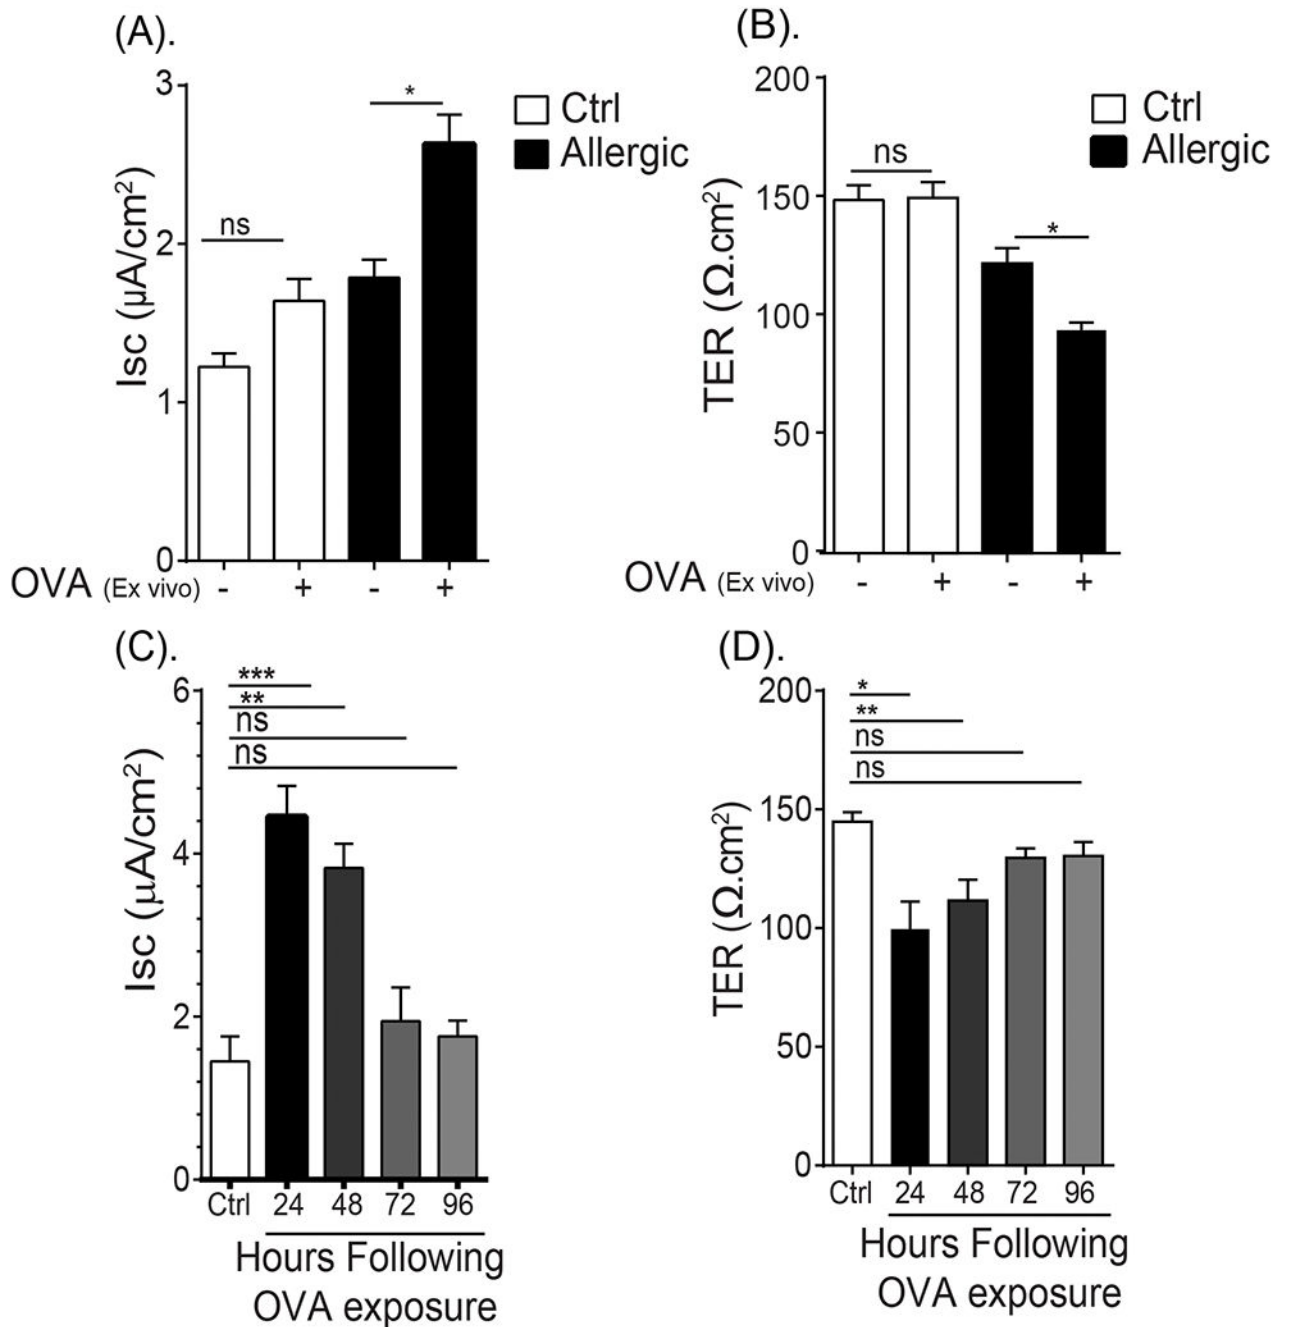 (A).
3
2
1
0
Isc (µA/cm²)
ns
*
Ctrl
Allergic
OVA (Ex vivo) - + - +
(B).
200
150
100
50
0
TER (Ω.cm²)
ns
*
Ctrl
Allergic
OVA (Ex vivo) - + - +
(C).
6
4
2
0
Isc (µA/cm²)
***
**
ns
ns
Ctrl 24 48 72 96
Hours Following
OVA exposure
(D).
200
150
100
50
0
TER (Ω.cm²)
*
**
ns
ns
Ctrl 24 48 72 96
Hours Following
OVA exposure